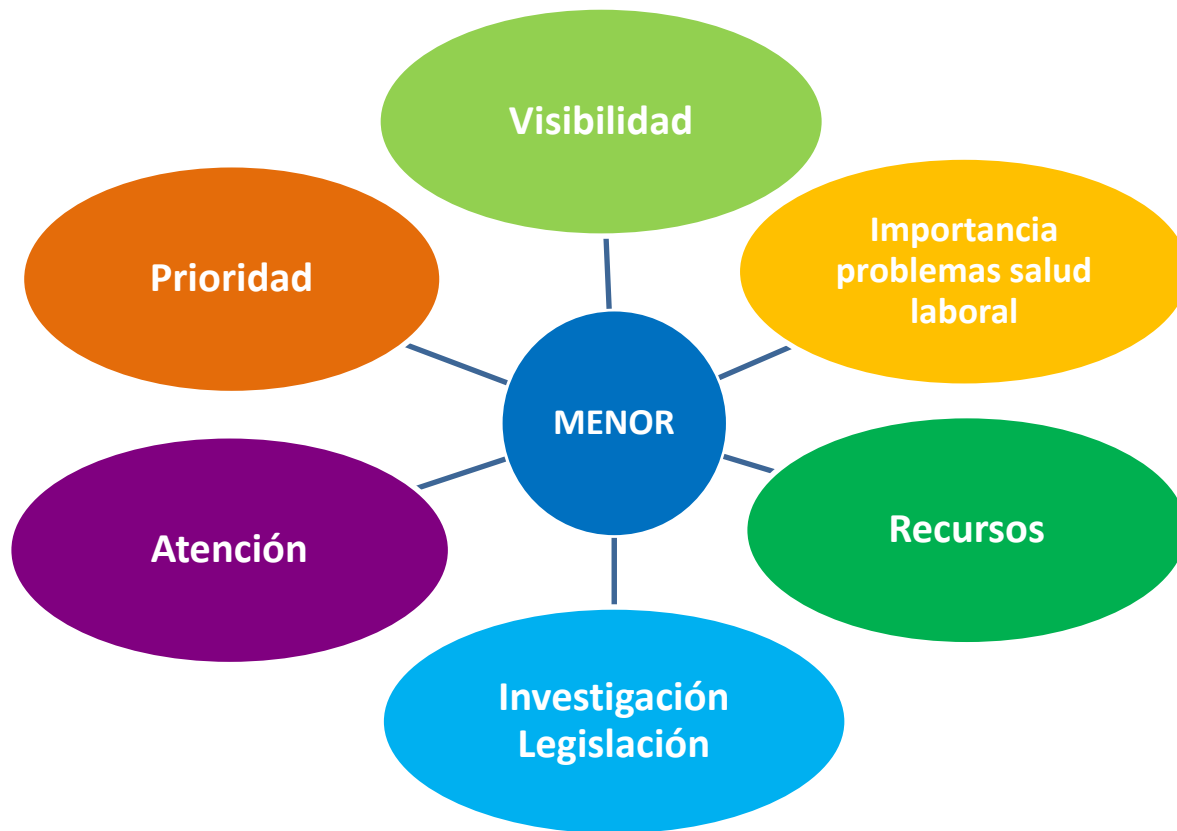 Visibilidad
Importancia
problemas salud
laboral
Prioridad
MENOR
Recursos
Atención
Investigación
Legislación